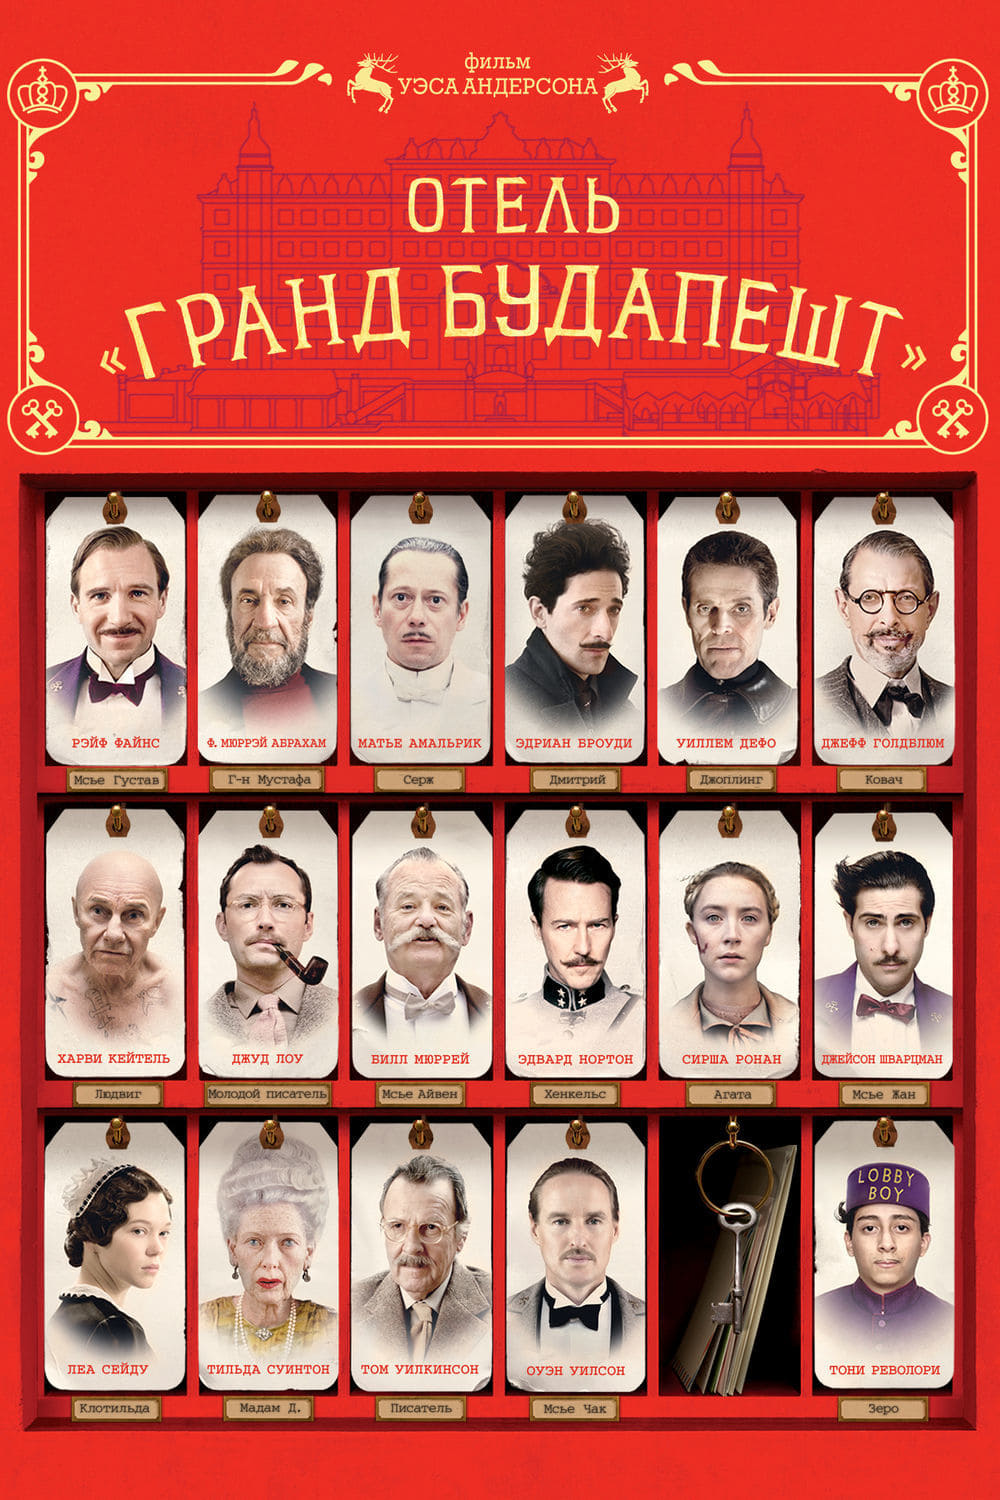 фильм
УЭСА АНДЕРСОНА
ОТЕЛЬ
«ГРАНД БУДАПЕШТ»
РЭЙФ ФАЙНС
Ф. МЮРРЭЙ АБРАХАМ
МАТЬЕ АМАЛЬРИК
ЭДРИАН БРОУДИ
УИЛЛЕМ ДЕФО
ДЖЕФФ ГОЛДБЛЮМ
Мсье Густав
Г-н Мустафа
Серж
Дмитрий
Джоплинг
Ковач
ХАРВИ КЕЙТЕЛЬ
ДЖУД ЛОУ
БИЛЛ МЮРРЕЙ
ЭДВАРД НОРТОН
СИРША РОНАН
ДЖЕЙСОН ШВАРЦМАН
Людвиг
Молодой писатель
Мсье Айвен
Хенкельс
Агата
Мсье Жан
LOBBY
BOY
ЛЕА СЕЙДУ
ТИЛЬДА СУИНТОН
ТОМ УИЛКИНСОН
ОУЭН УИЛСОН
ТОНИ РЕВОЛОРИ
Клотильда
Мадам Д.
Писатель
Мсье Чак
Зеро